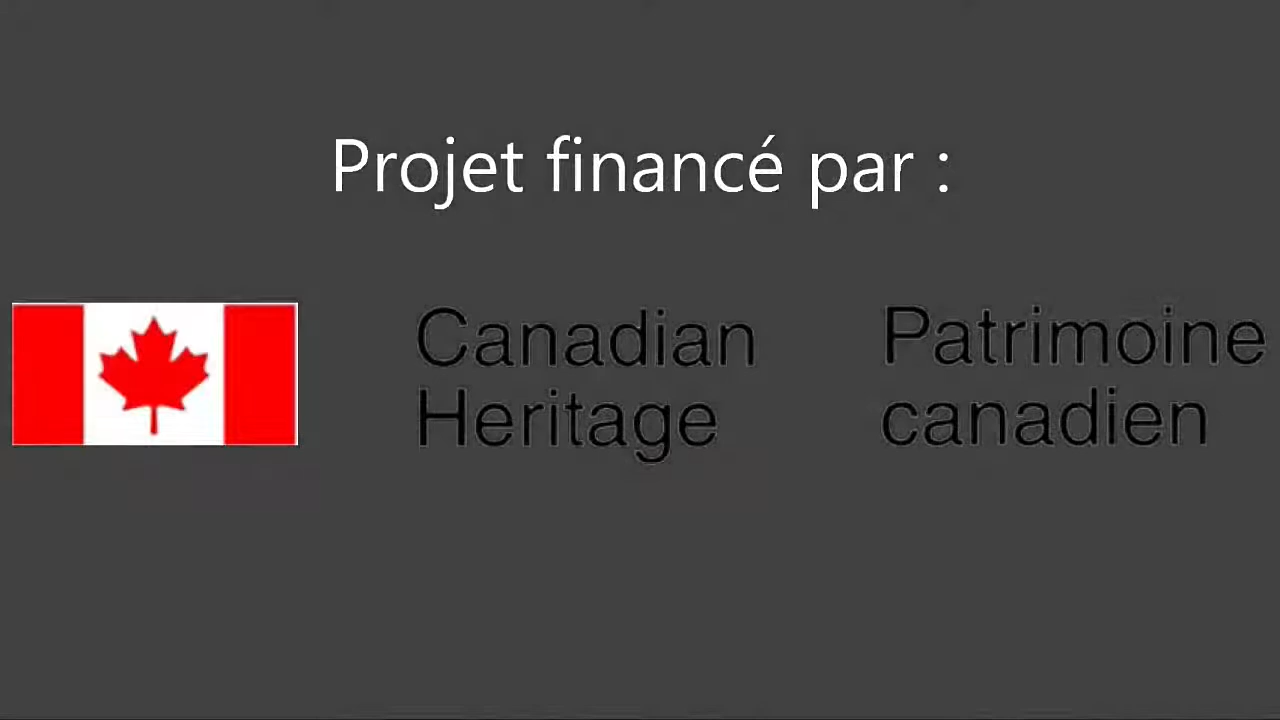 Projet financé par :
Canadian
Heritage
Patrimoine
canadien